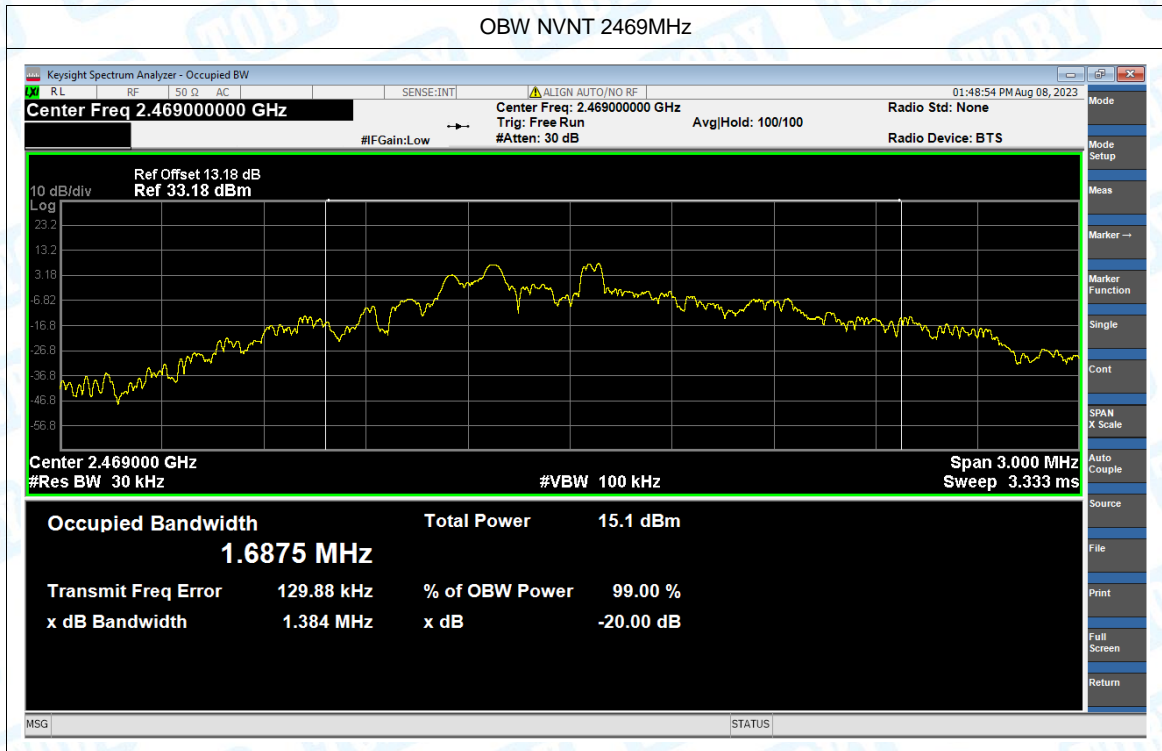 OBW NVNT 2469MHz
Keysight Spectrum Analyzer - Occupied BW
LXI RL RF 50 Ω AC SENSE:INT ALIGN AUTO/NO RF 01:48:54 PM Aug 08, 2023
Center Freq 2.469000000 GHz
Center Freq: 2.469000000 GHz
Radio Std: None
Trig: Free Run
Avg|Hold: 100/100
#IFGain:Low
#Atten: 30 dB
Radio Device: BTS
Ref Offset 13.18 dB
10 dB/div Ref 33.18 dBm
Log
23.2
13.2
3.18
-6.82
-16.8
-26.8
-36.8
-46.8
-56.8
Center 2.469000 GHz Span 3.000 MHz
#Res BW 30 kHz #VBW 100 kHz Sweep 3.333 ms
Occupied Bandwidth
1.6875 MHz
Total Power 15.1 dBm
Transmit Freq Error 129.88 kHz % of OBW Power 99.00 %
x dB Bandwidth 1.384 MHz x dB -20.00 dB
MSG STATUS
Mode
Mode
Setup
Meas
Marker →
Marker
Function
Single
Cont
SPAN
X Scale
Auto
Couple
Source
File
Print
Full
Screen
Return
TOBY